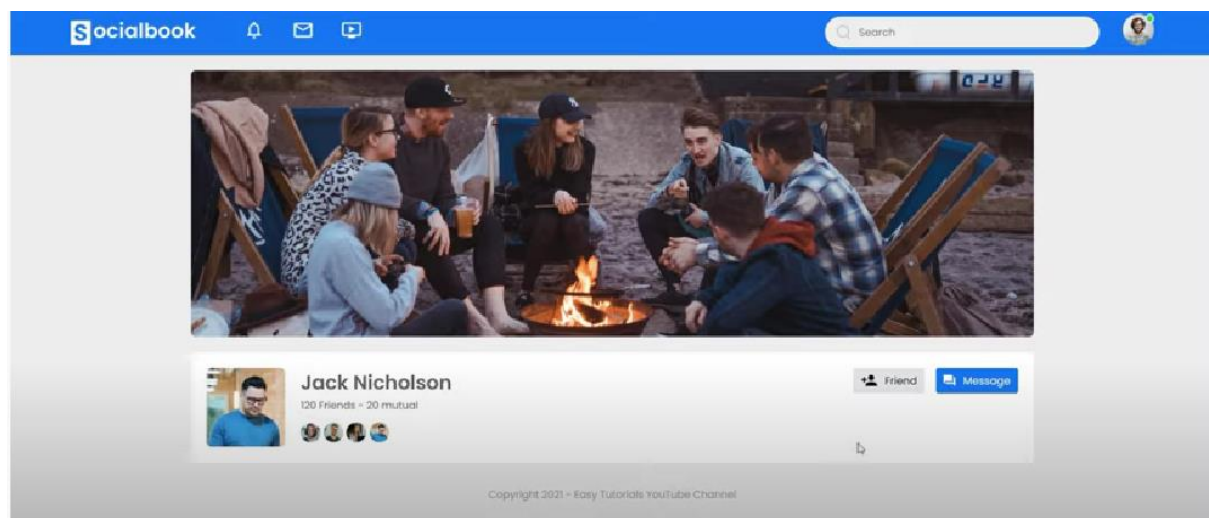 Socialbook
Search
Jack Nicholson
120 Friends - 20 mutual
Friend
Message
Copyright 2021 - Easy Tutorials YouTube Channel